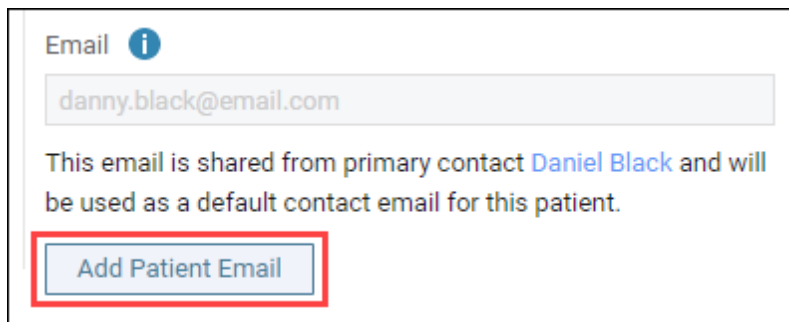 Email i
danny.black@email.com
This email is shared from primary contact Daniel Black and will
be used as a default contact email for this patient.
Add Patient Email